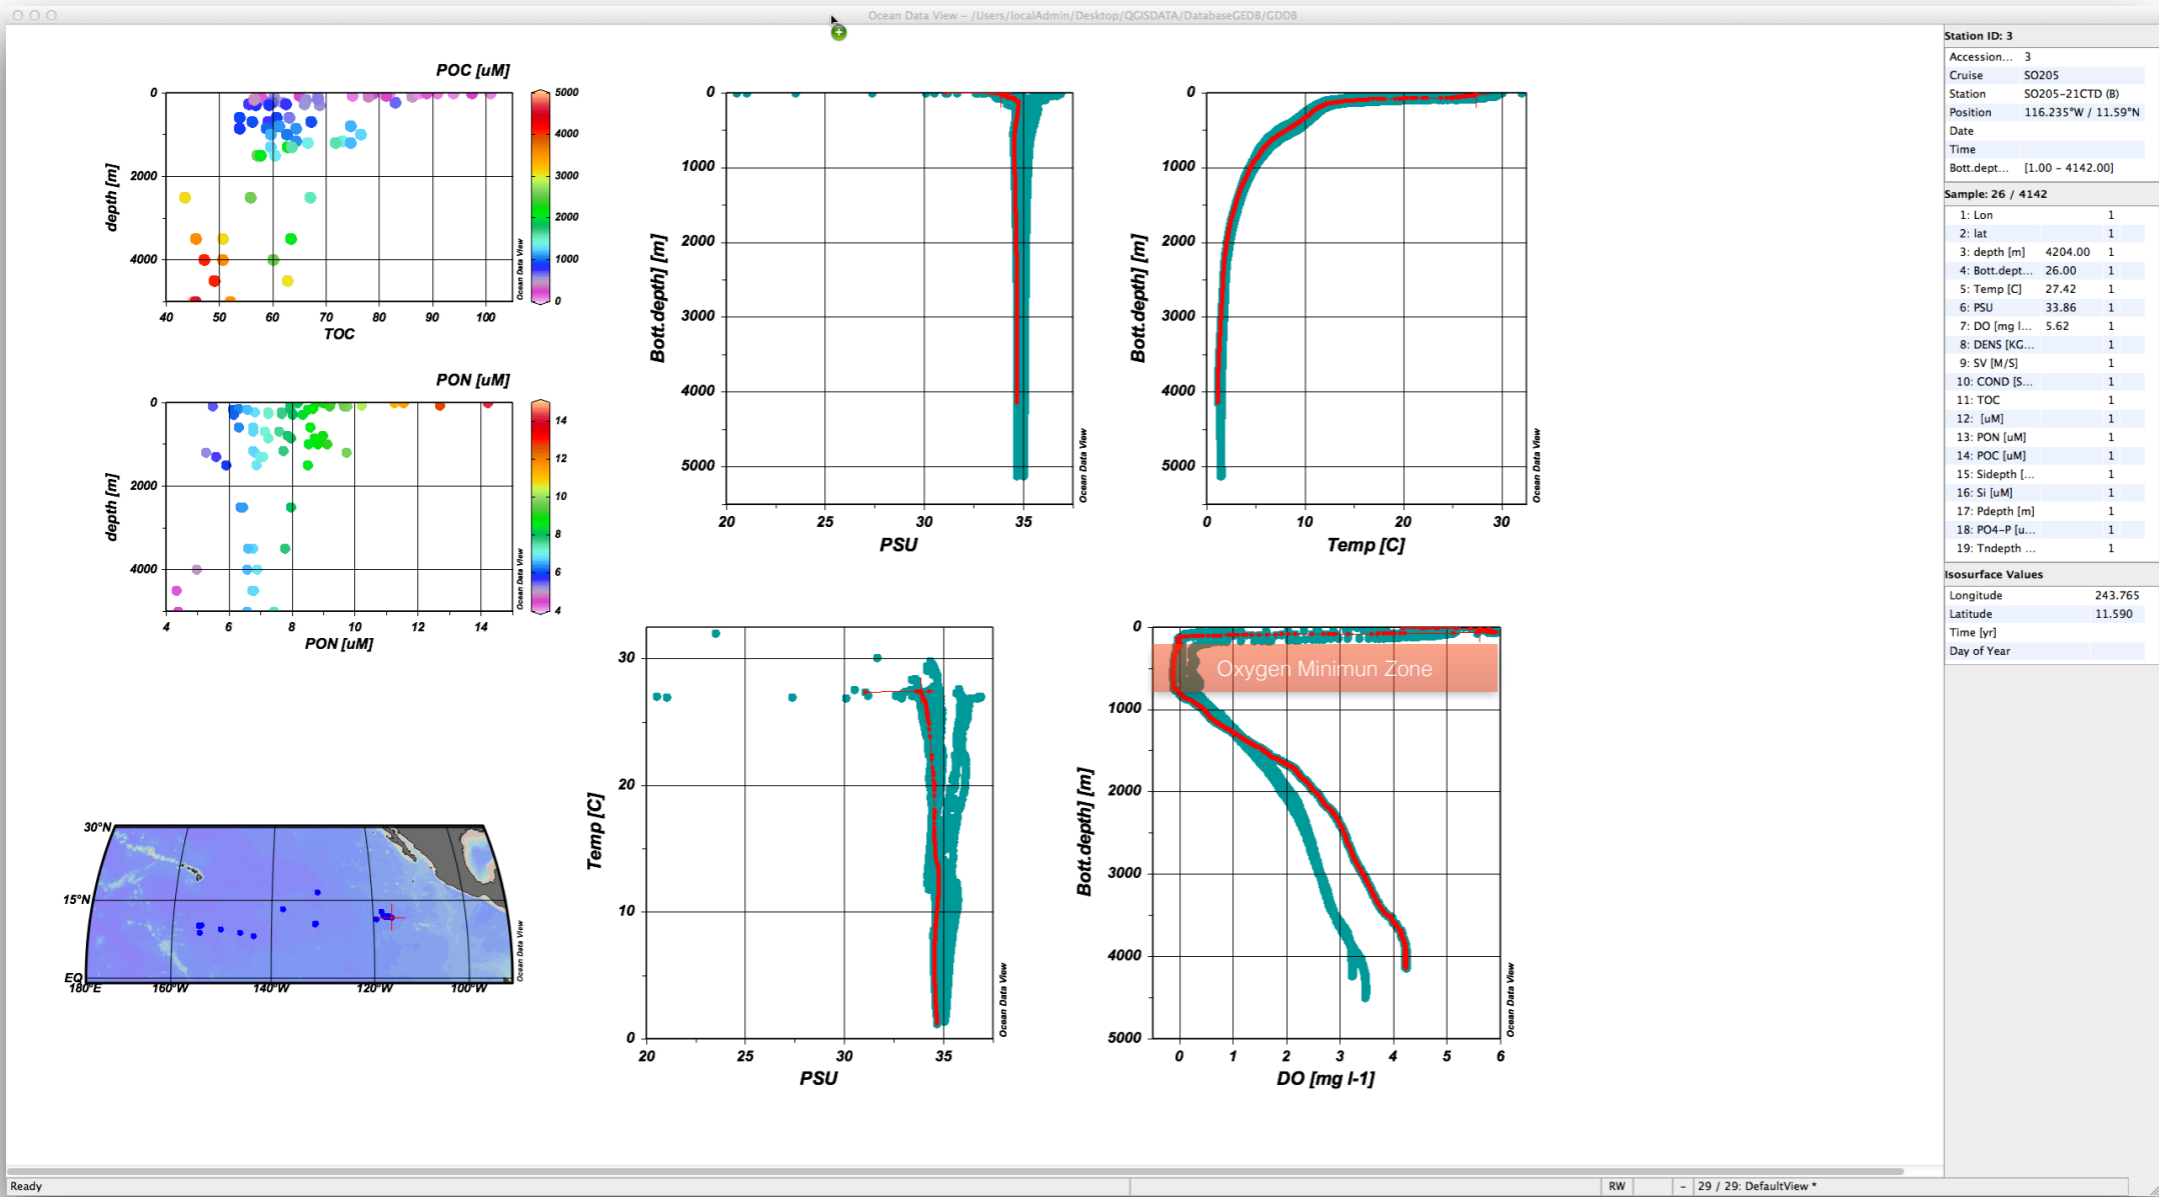 Ocean Data View – /Users/localAdmin/Desktop/QGISDATA/DatabaseGEDB/GDDB
POC [uM]
0
2000
4000
depth [m]
40 50 60 70 80 90 100
TOC
5000
4000
3000
2000
1000
0
Ocean Data View
PON [uM]
0
2000
4000
depth [m]
4 6 8 10 12 14
PON [uM]
14
12
10
8
6
4
Ocean Data View
30°N
15°N
EQ
180°E 160°W 140°W 120°W 100°W
Ocean Data View
0
1000
2000
3000
4000
5000
Bott.depth] [m]
20 25 30 35
PSU
Ocean Data View
0
1000
2000
3000
4000
5000
Bott.depth] [m]
0 10 20 30
Temp [C]
Ocean Data View
30
20
10
0
Temp [C]
20 25 30 35
PSU
Ocean Data View
0
Oxygen Minimun Zone
1000
2000
3000
4000
5000
Bott.depth] [m]
0 1 2 3 4 5 6
DO [mg l-1]
Ocean Data View
Station ID: 3
Accession... 3
Cruise SO205
Station SO205-21CTD (B)
Position 116.235°W / 11.59°N
Date
Time
Bott.dept... [1.00 – 4142.00]
Sample: 26 / 4142
1: Lon 1
2: lat 1
3: depth [m] 4204.00 1
4: Bott.dept... 26.00 1
5: Temp [C] 27.42 1
6: PSU 33.86 1
7: DO [mg l... 5.62 1
8: DENS [KG... 1
9: SV [M/S] 1
10: COND [S... 1
11: TOC 1
12: [uM] 1
13: PON [uM] 1
14: POC [uM] 1
15: Sidepth [... 1
16: Si [uM] 1
17: Pdepth [m] 1
18: PO4-P [u... 1
19: Tndepth ... 1
Isosurface Values
Longitude 243.765
Latitude 11.590
Time [yr]
Day of Year
Ready
RW
– 29 / 29: DefaultView *